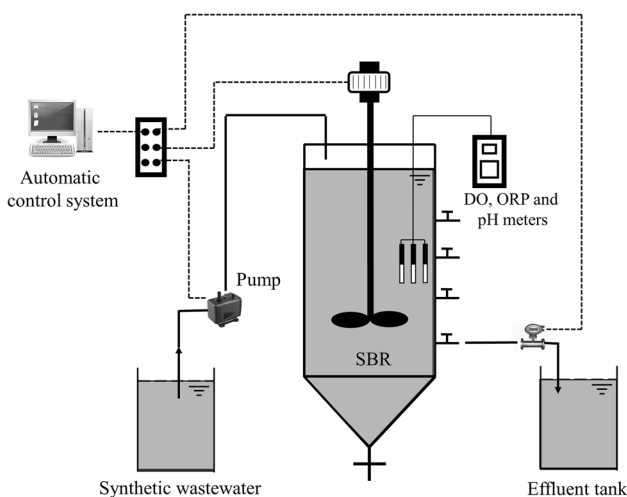 Automatic
control system
DO, ORP and
pH meters
Pump
SBR
Synthetic wastewater
Effluent tank